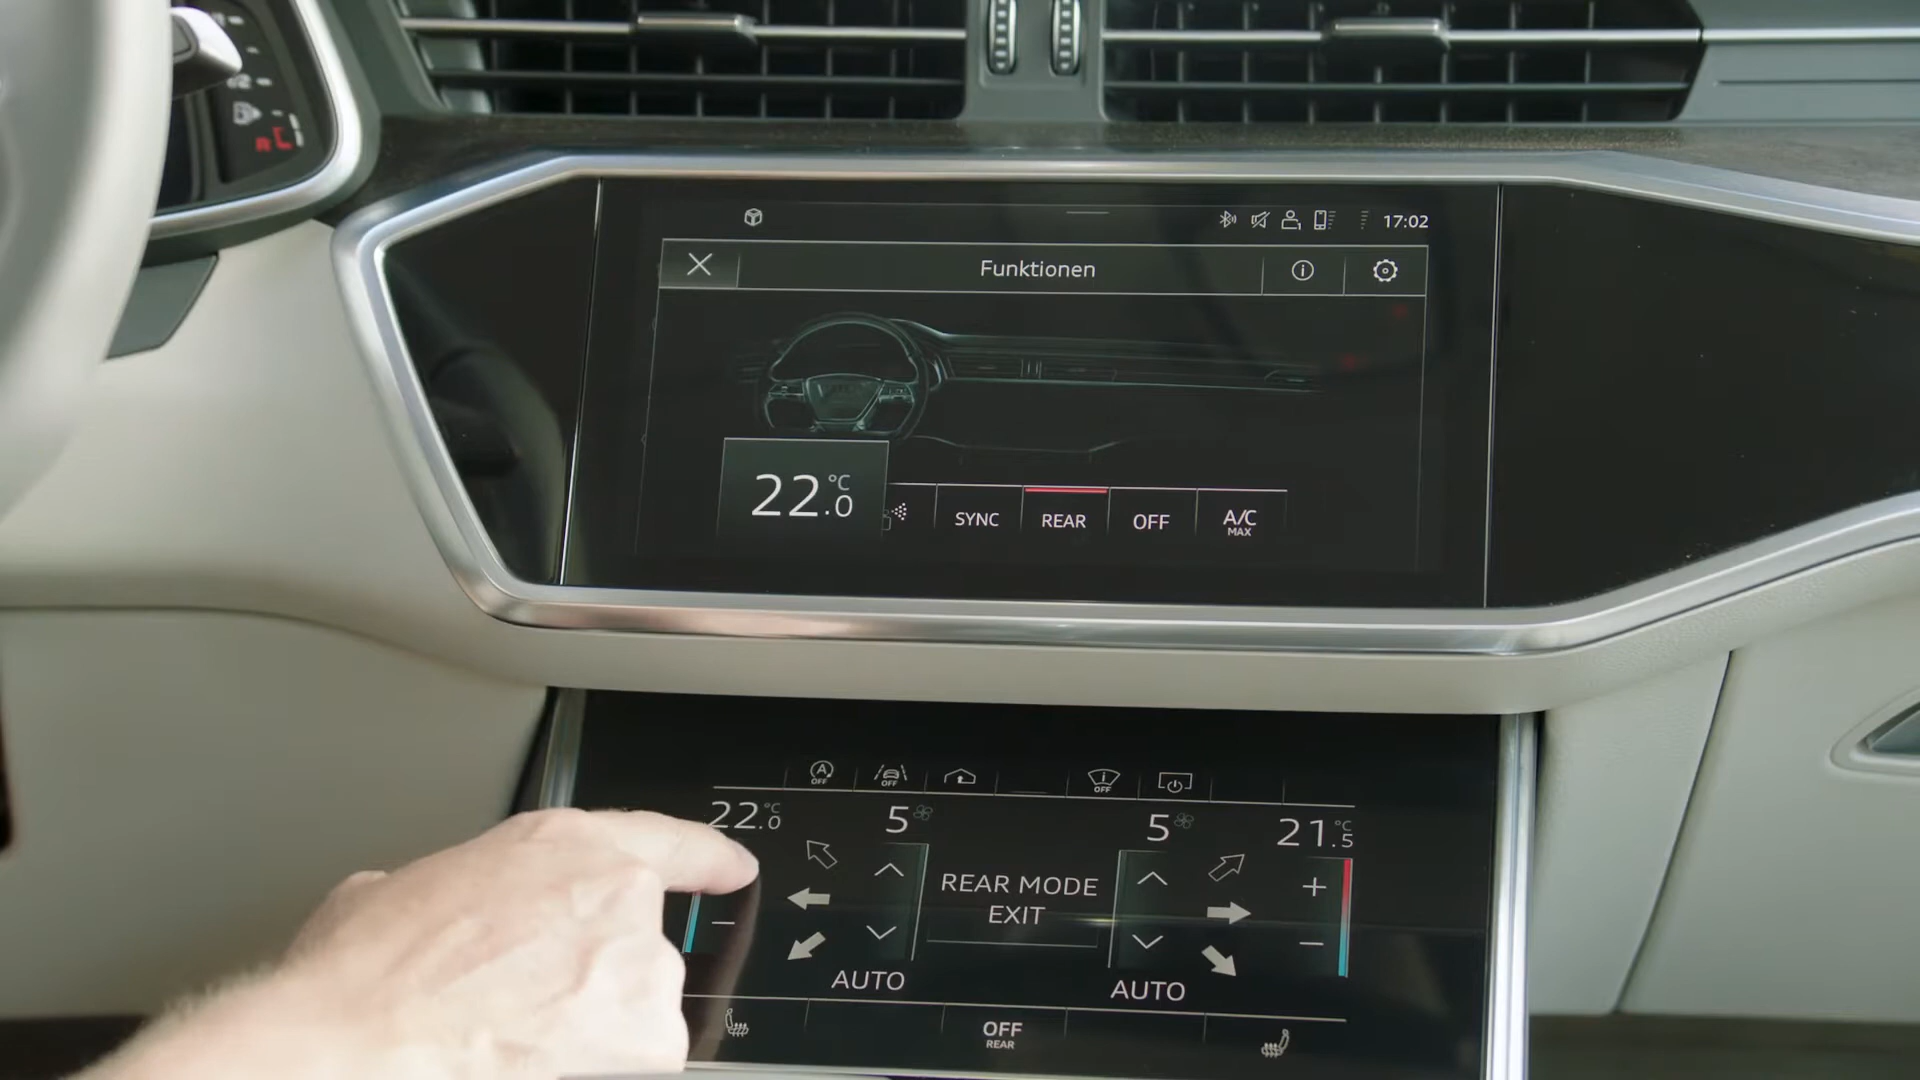 17:02
Funktionen
22.0 °C
SYNC
REAR
OFF
A/C
MAX
A
OFF
OFF
OFF
22.0 °C
5
5
21.5 °C
REAR MODE
EXIT
AUTO
AUTO
OFF
REAR